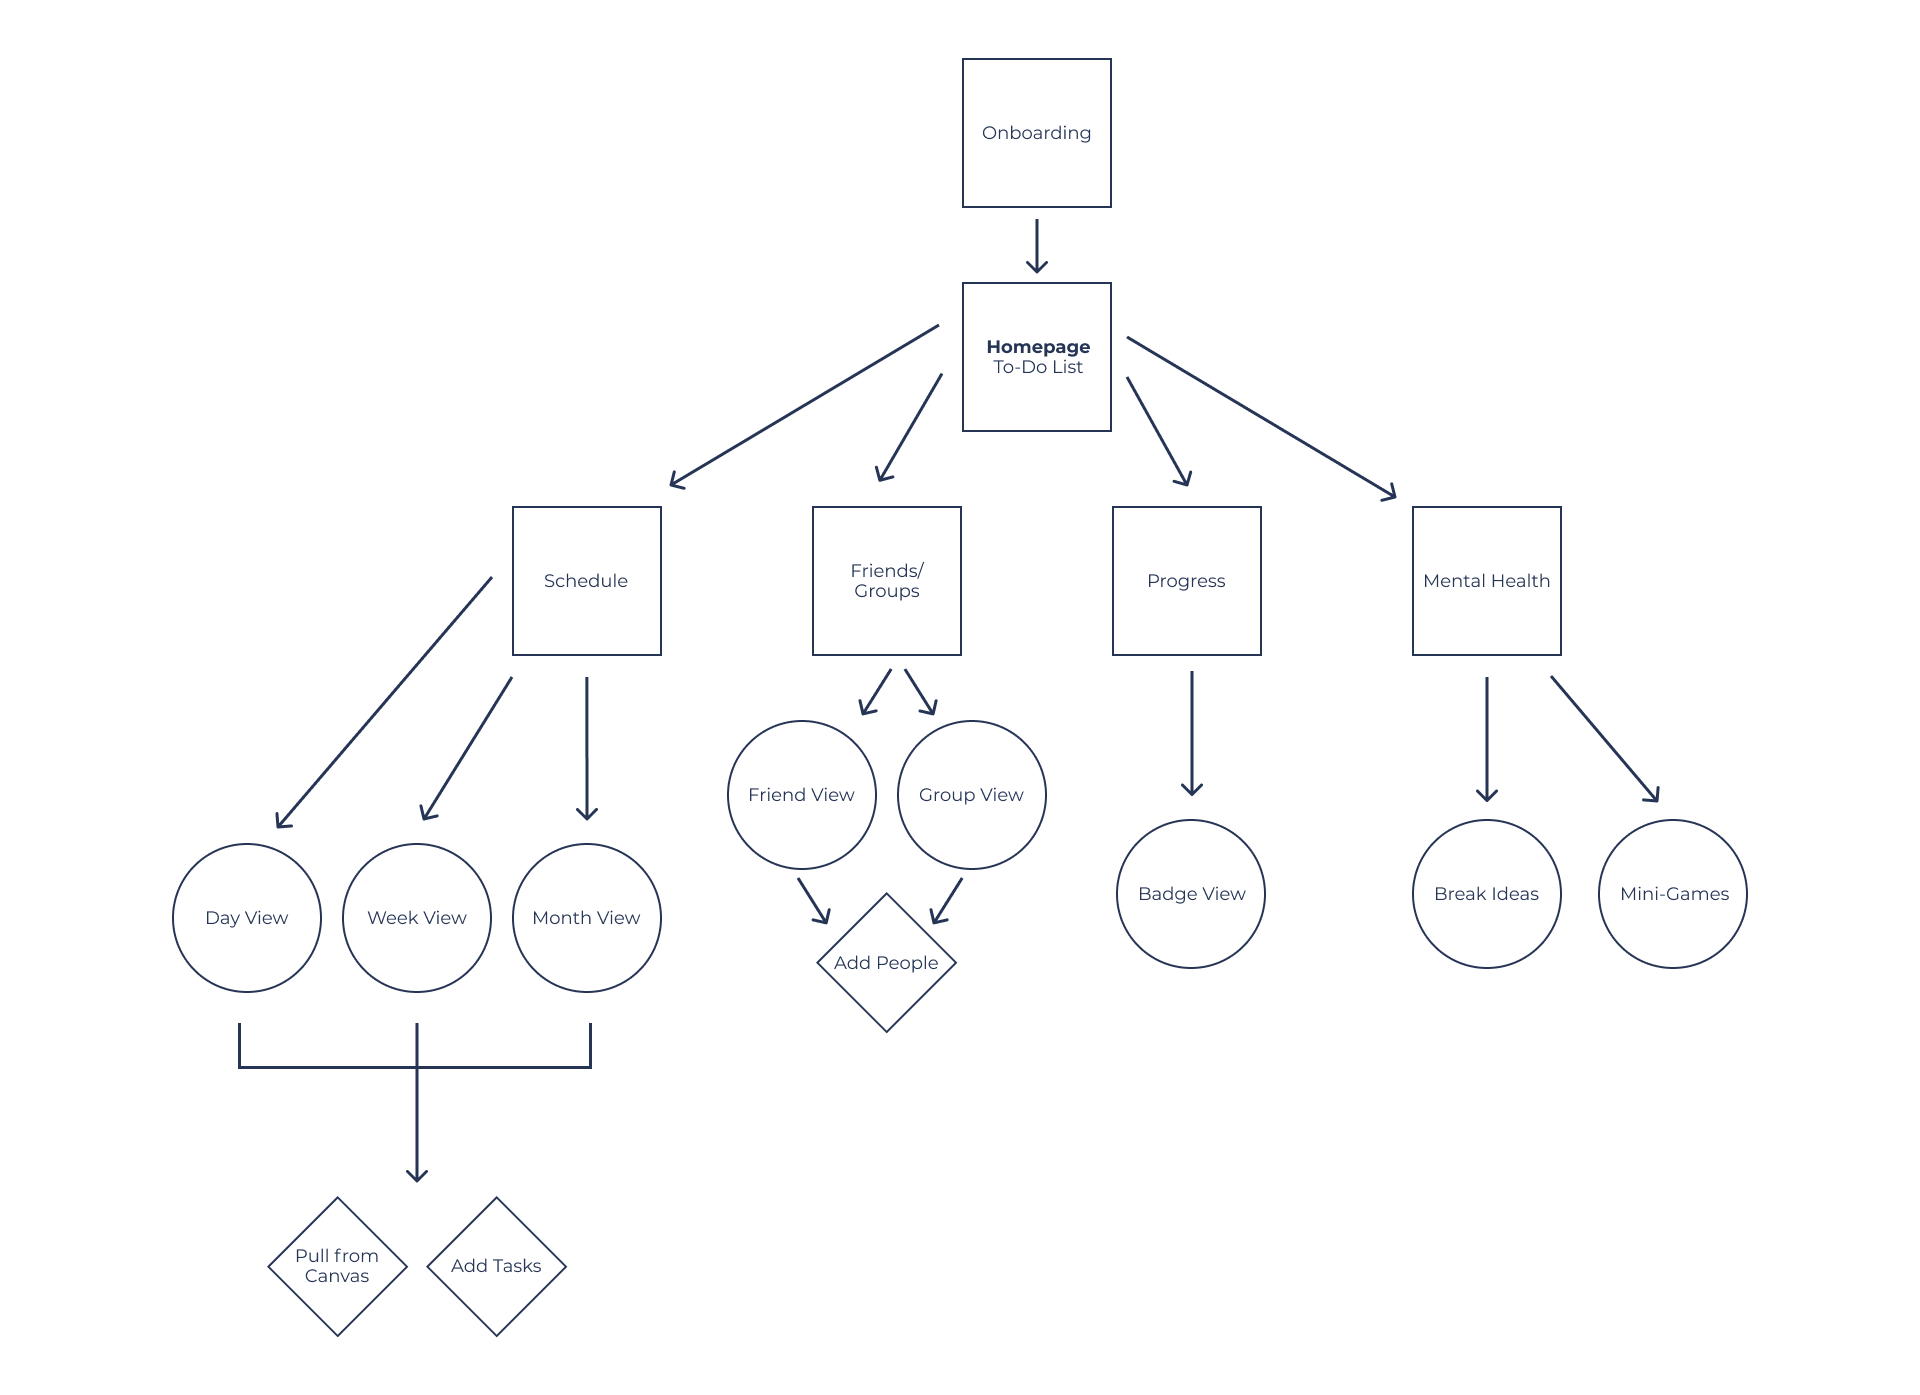 Onboarding
Homepage
To-Do List
Schedule
Friends/
Groups
Progress
Mental Health
Friend View
Group View
Day View
Week View
Month View
Badge View
Break Ideas
Mini-Games
Add People
Pull from
Canvas
Add Tasks